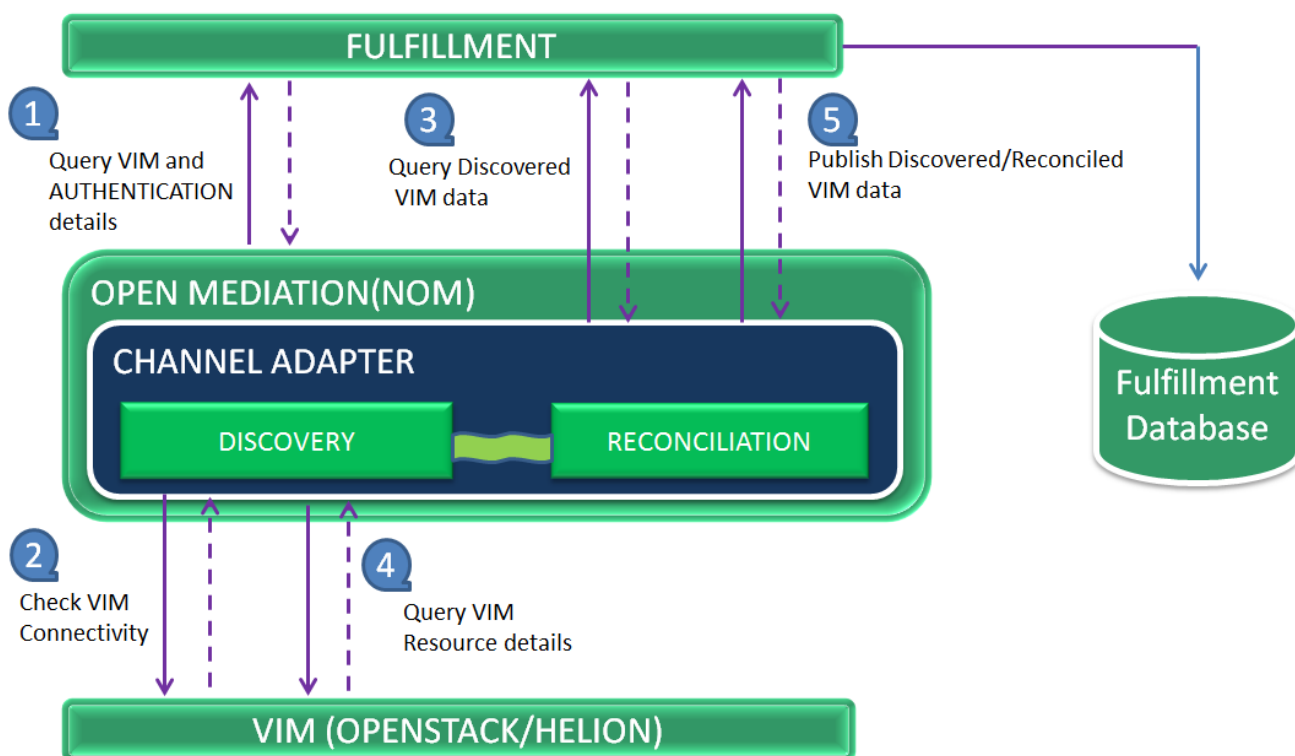 FULFILLMENT
1
Query VIM and
AUTHENTICATION
details
3
Query Discovered
VIM data
5
Publish Discovered/Reconciled
VIM data
OPEN MEDIATION(NOM)
CHANNEL ADAPTER
DISCOVERY
RECONCILIATION
Fulfillment
Database
2
Check VIM
Connectivity
4
Query VIM
Resource details
VIM (OPENSTACK/HELION)